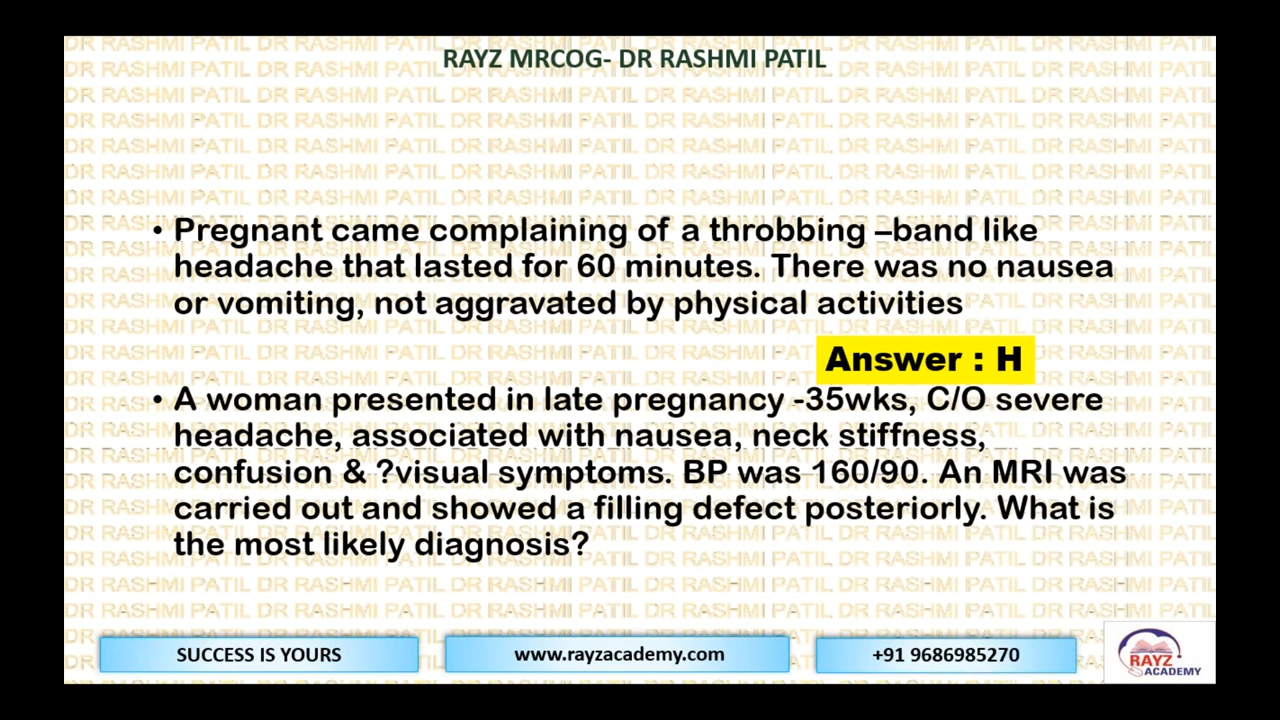 RAYZ MRCOG- DR RASHMI PATIL
• Pregnant came complaining of a throbbing –band like
headache that lasted for 60 minutes. There was no nausea
or vomiting, not aggravated by physical activities
Answer : H
• A woman presented in late pregnancy -35wks, C/O severe
headache, associated with nausea, neck stiffness,
confusion & ?visual symptoms. BP was 160/90. An MRI was
carried out and showed a filling defect posteriorly. What is
the most likely diagnosis?
SUCCESS IS YOURS
www.rayzacademy.com
+91 9686985270
RAYZ
ACADEMY